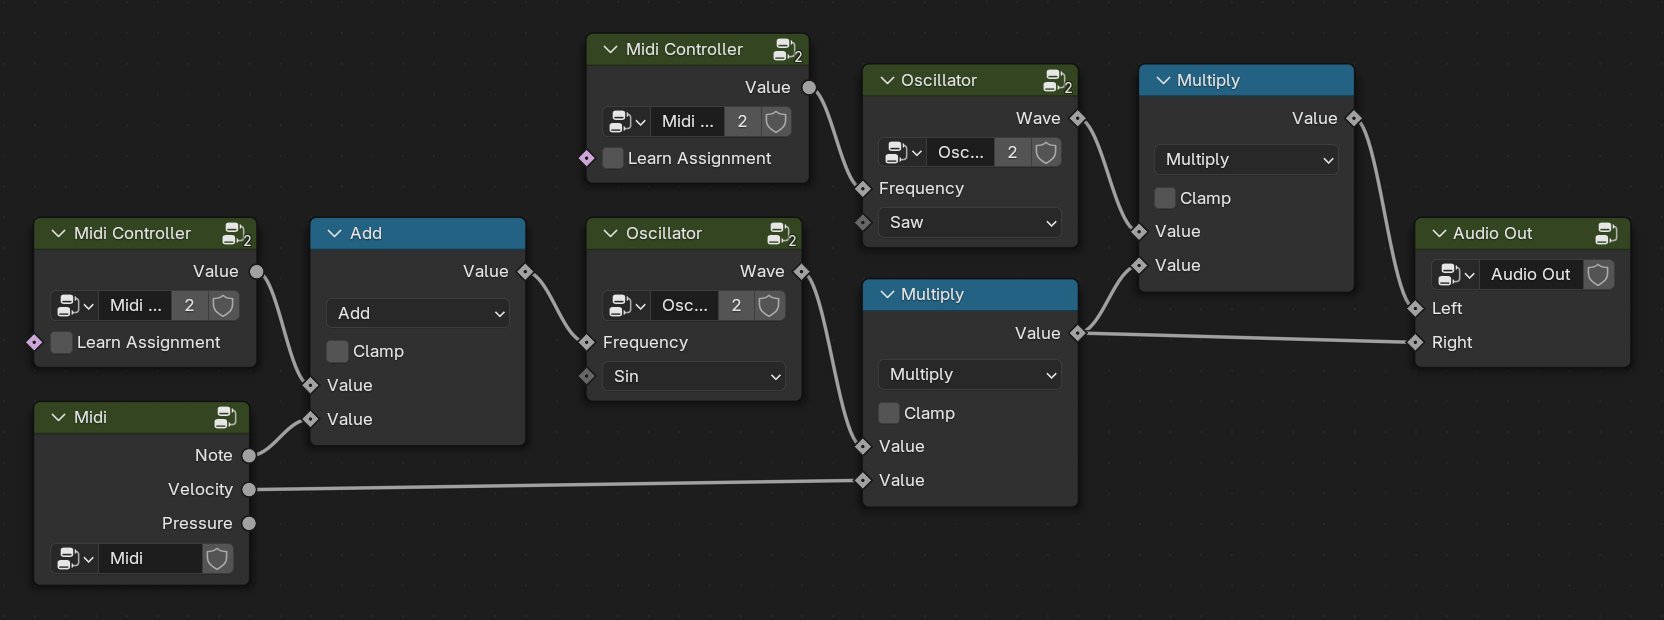 Midi Controller
2
Value
Midi ...
2
Learn Assignment
Oscillator
2
Wave
Osc...
2
Frequency
Saw
Multiply
Value
Multiply
Clamp
Value
Value
Midi Controller
2
Value
Midi ...
2
Learn Assignment
Add
Value
Add
Clamp
Value
Value
Oscillator
2
Wave
Osc...
2
Frequency
Sin
Multiply
Value
Multiply
Clamp
Value
Value
Audio Out
Audio Out
Left
Right
Midi
Note
Velocity
Pressure
Midi